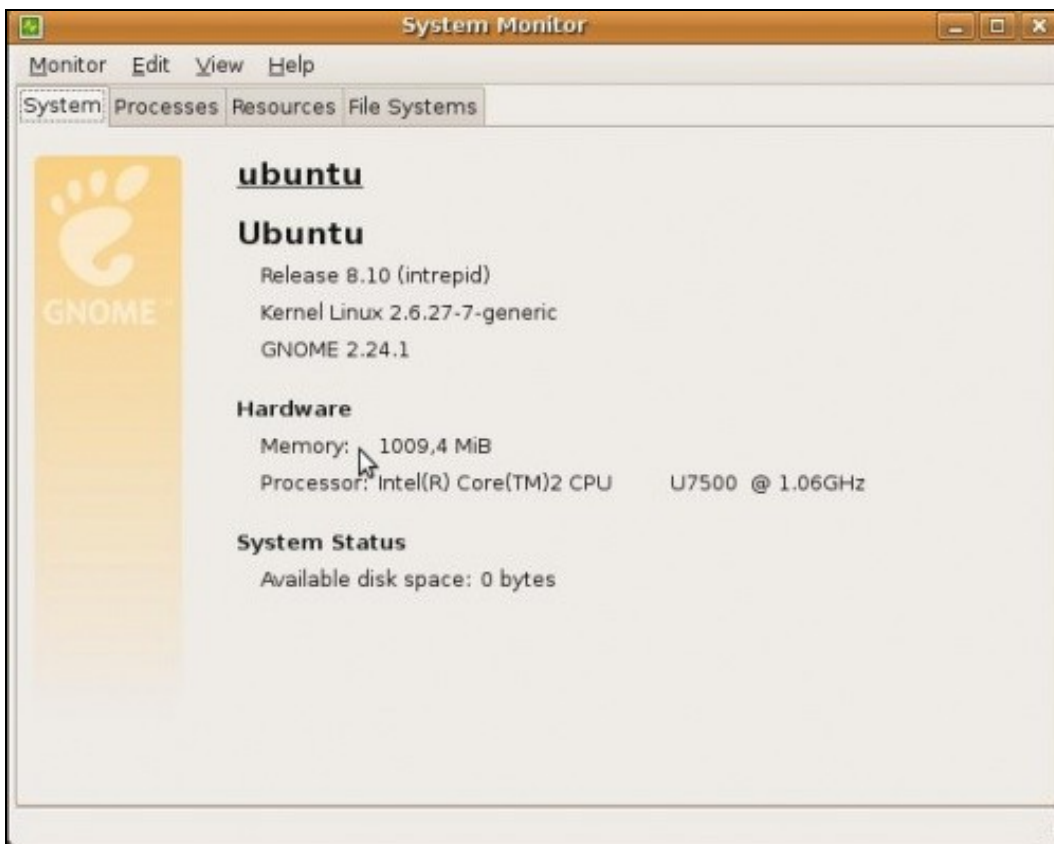 System Monitor
Monitor Edit View Help
System Processes Resources File Systems
ubuntu
Ubuntu
Release 8.10 (intrepid)
Kernel Linux 2.6.27-7-generic
GNOME 2.24.1
GNOME™
Hardware
Memory: 1009,4 MiB
Processor: Intel(R) Core(TM)2 CPU U7500 @ 1.06GHz
System Status
Available disk space: 0 bytes